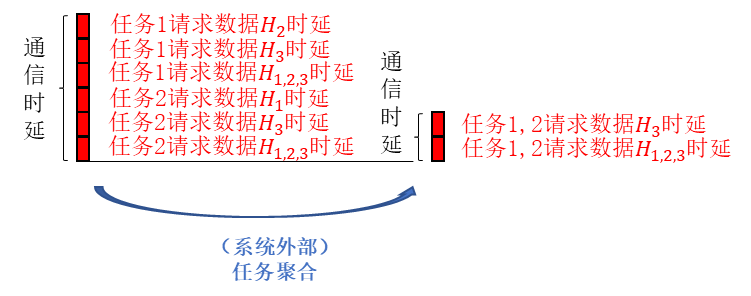 通信时延
任务1请求数据H₂时延
任务1请求数据H₃时延
任务1请求数据H₁,₂,₃时延
任务2请求数据H₁时延
任务2请求数据H₃时延
任务2请求数据H₁,₂,₃时延
通信时延
任务1,2请求数据H₃时延
任务1,2请求数据H₁,₂,₃时延
（系统外部）
任务聚合